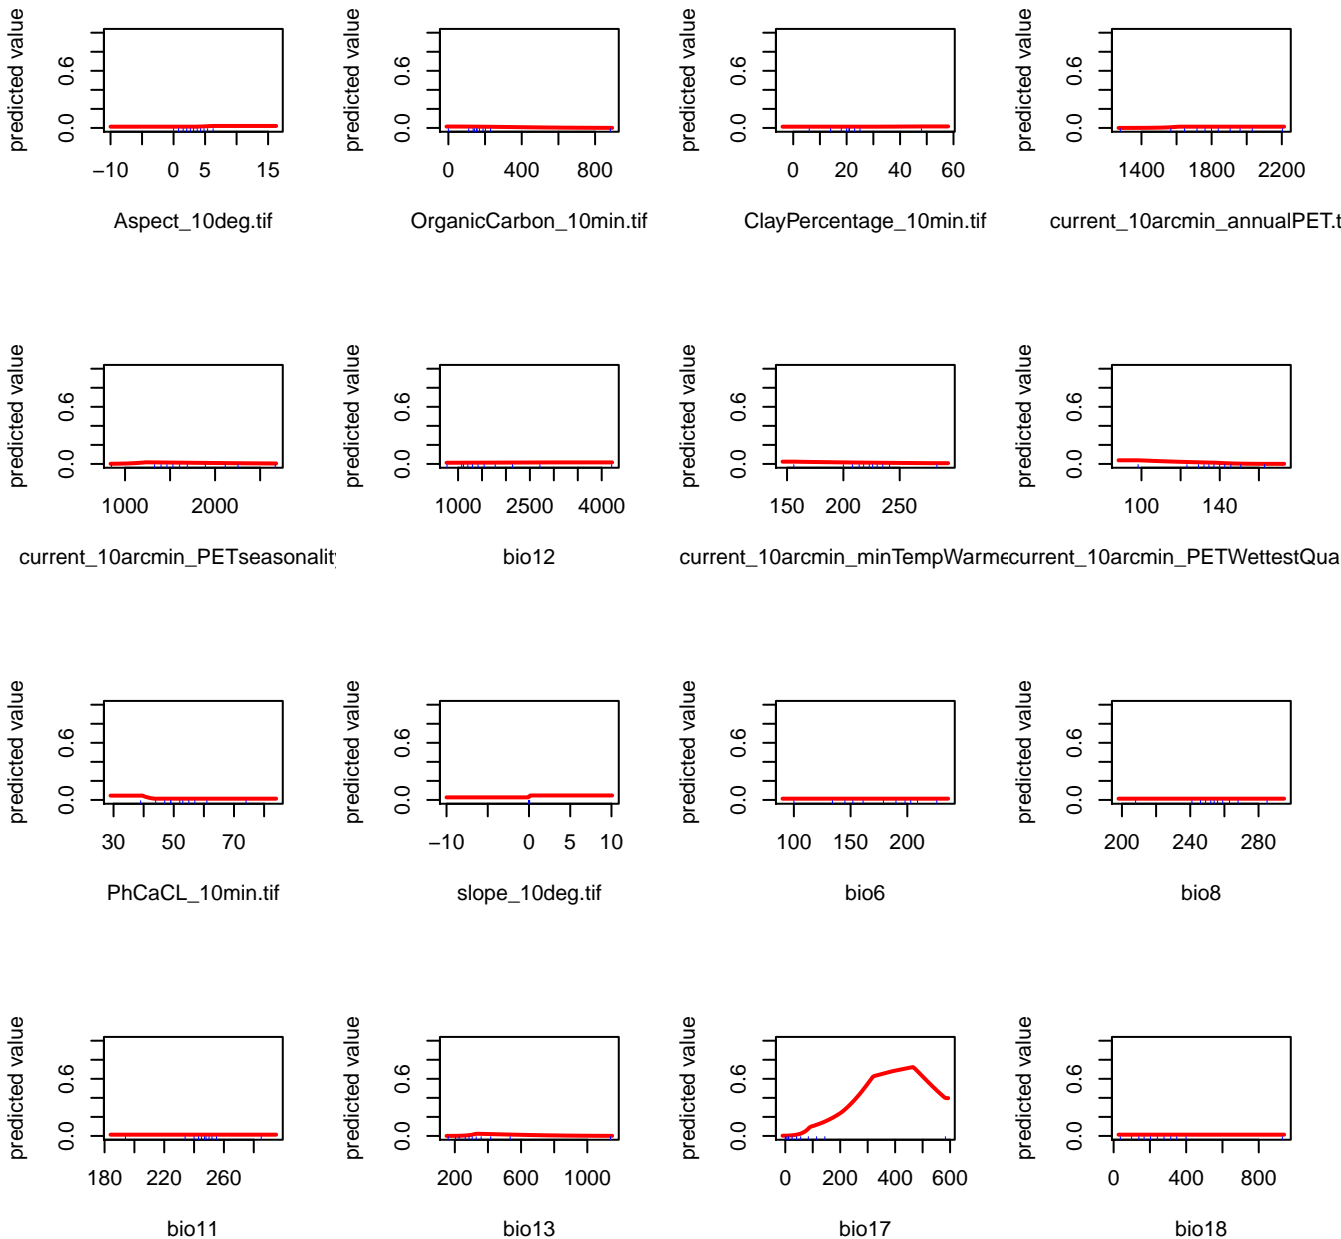 predicted value
0.0 0.6
−10 0 5 15
Aspect_10deg.tif
predicted value
0.0 0.6
0 400 800
OrganicCarbon_10min.tif
predicted value
0.0 0.6
0 20 40 60
ClayPercentage_10min.tif
predicted value
0.0 0.6
1400 1800 2200
current_10arcmin_annualPET.t
predicted value
0.0 0.6
1000 2000
current_10arcmin_PETseasonality
predicted value
0.0 0.6
1000 2500 4000
bio12
predicted value
0.0 0.6
150 200 250
current_10arcmin_minTempWarme
predicted value
0.0 0.6
100 140
current_10arcmin_PETWettestQua
predicted value
0.0 0.6
30 50 70
PhCaCL_10min.tif
predicted value
0.0 0.6
−10 0 5 10
slope_10deg.tif
predicted value
0.0 0.6
100 150 200
bio6
predicted value
0.0 0.6
200 240 280
bio8
predicted value
0.0 0.6
180 220 260
bio11
predicted value
0.0 0.6
200 600 1000
bio13
predicted value
0.0 0.6
0 200 400 600
bio17
predicted value
0.0 0.6
0 400 800
bio18